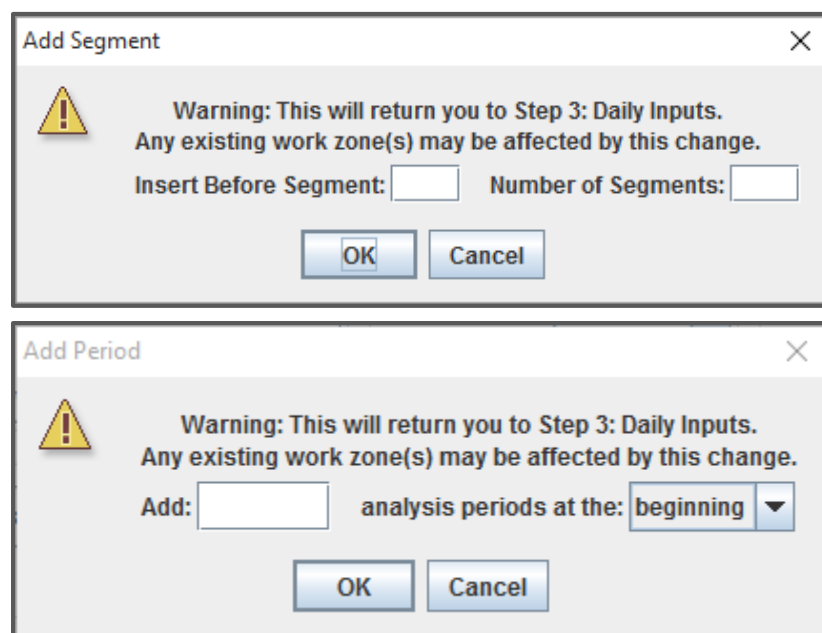 Add Segment
Warning: This will return you to Step 3: Daily Inputs.
Any existing work zone(s) may be affected by this change.
Insert Before Segment: Number of Segments:
OK Cancel
Add Period
Warning: This will return you to Step 3: Daily Inputs.
Any existing work zone(s) may be affected by this change.
Add: analysis periods at the: beginning
OK Cancel